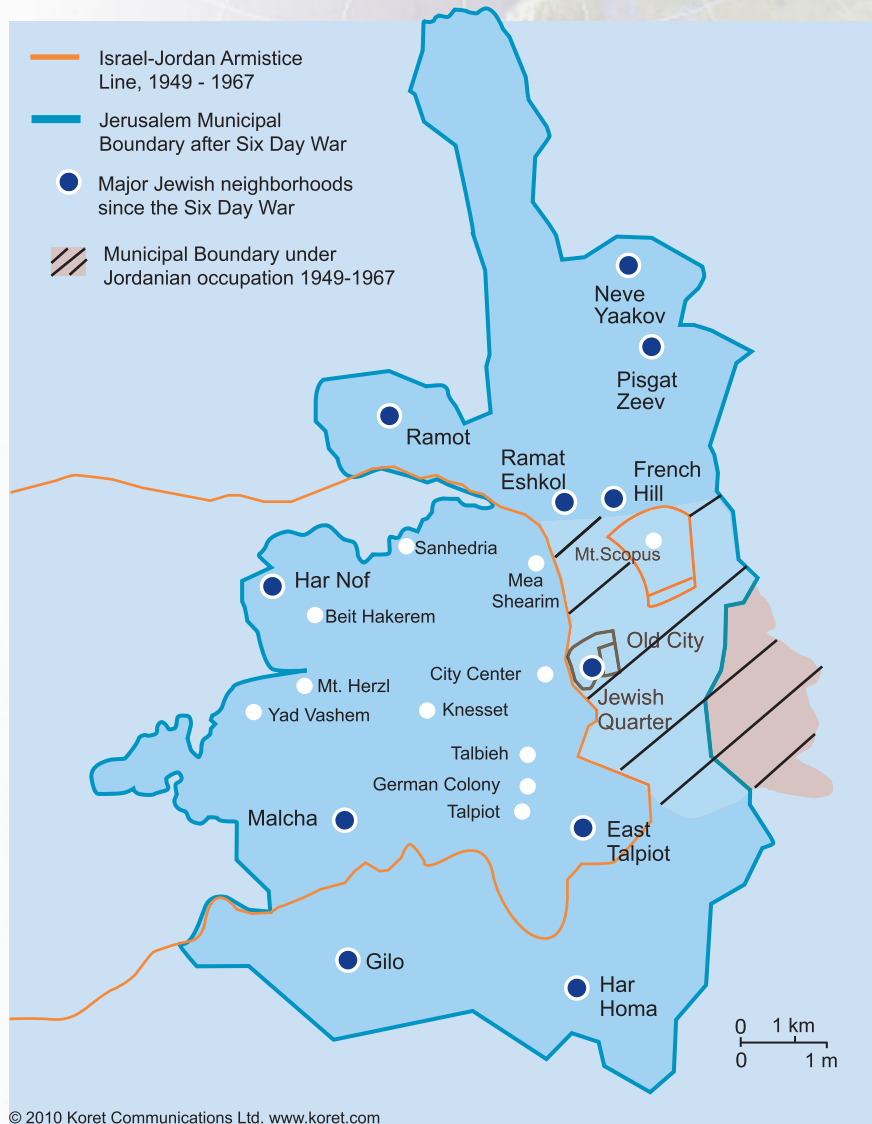 Israel-Jordan Armistice
Line, 1949 - 1967
Jerusalem Municipal
Boundary after Six Day War
Major Jewish neighborhoods
since the Six Day War
Municipal Boundary under
Jordanian occupation 1949-1967
Neve
Yaakov
Pisgat
Zeev
Ramot
Ramat
Eshkol
French
Hill
Sanhedria
Mt.Scopus
Mea
Shearim
Har Nof
Beit Hakerem
Old City
City Center
Mt. Herzl
Jewish
Quarter
Yad Vashem
Knesset
Talbieh
German Colony
Talpiot
Malcha
East
Talpiot
Gilo
Har
Homa
0 1 km
0 1 m
© 2010 Koret Communications Ltd. www.koret.com